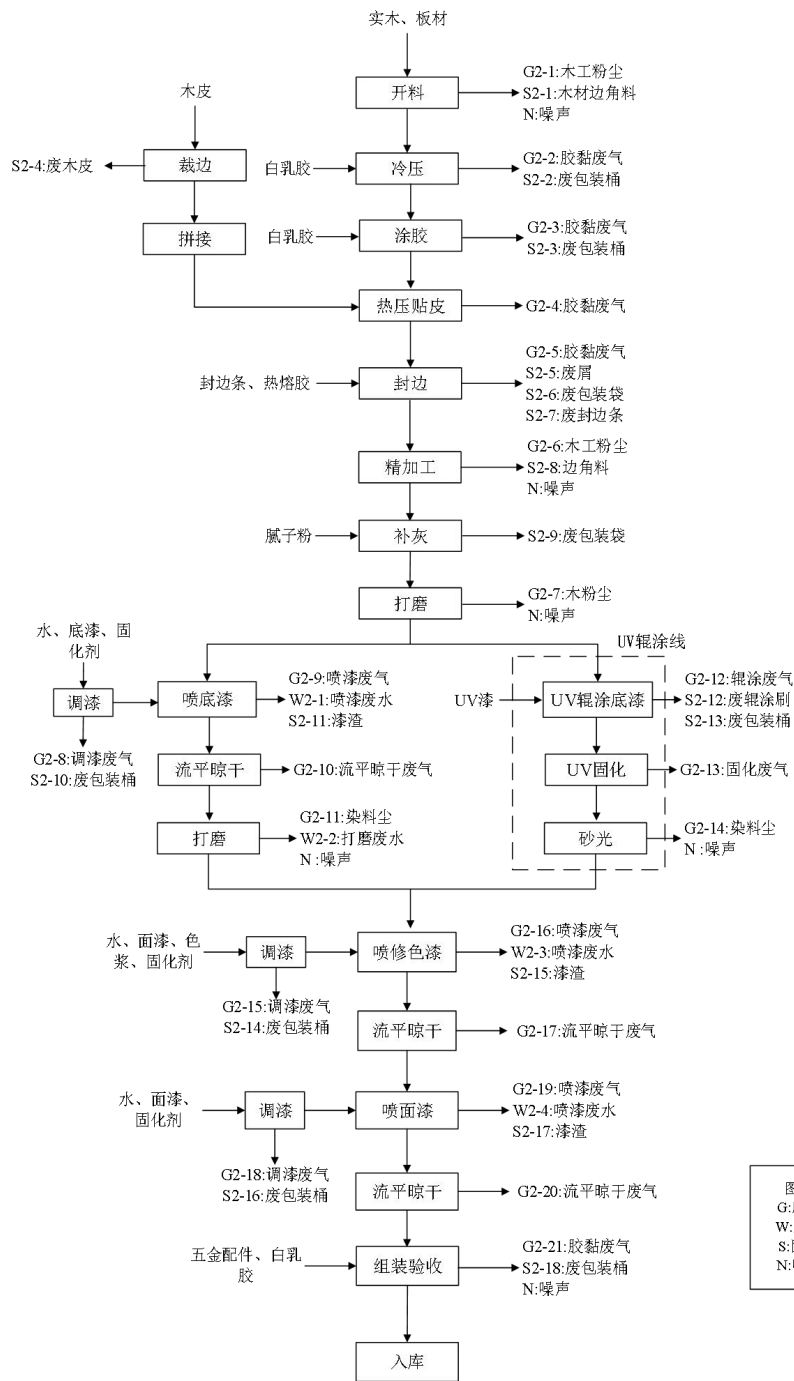 实木、板材
G2-1:木工粉尘
S2-1:木材边角料
N:噪声
开料
木皮
S2-4:废木皮
裁边
白乳胶
冷压
G2-2:胶黏废气
S2-2:废包装桶
拼接
白乳胶
涂胶
G2-3:胶黏废气
S2-3:废包装桶
热压贴皮
G2-4:胶黏废气
封边条、热熔胶
封边
G2-5:胶黏废气
S2-5:废屑
S2-6:废包装袋
S2-7:废封边条
精加工
G2-6:木工粉尘
S2-8:边角料
N:噪声
腻子粉
补灰
S2-9:废包装袋
打磨
G2-7:木粉尘
N:噪声
水、底漆、固
化剂
调漆
G2-8:调漆废气
S2-10:废包装桶
喷底漆
G2-9:喷漆废气
W2-1:喷漆废水
S2-11:漆渣
流平晾干
G2-10:流平晾干废气
打磨
G2-11:染料尘
W2-2:打磨废水
N :噪声
UV辊涂线
UV漆
UV辊涂底漆
G2-12:辊涂废气
S2-12:废辊涂刷
S2-13:废包装桶
UV固化
G2-13:固化废气
砂光
G2-14:染料尘
N :噪声
水、面漆、色
浆、固化剂
调漆
G2-15:调漆废气
S2-14:废包装桶
喷修色漆
G2-16:喷漆废气
W2-3:喷漆废水
S2-15:漆渣
流平晾干
G2-17:流平晾干废气
水、面漆、
固化剂
调漆
G2-18:调漆废气
S2-16:废包装桶
喷面漆
G2-19:喷漆废气
W2-4:喷漆废水
S2-17:漆渣
流平晾干
G2-20:流平晾干废气
五金配件、白乳
胶
组装验收
G2-21:胶黏废气
S2-18:废包装桶
N:噪声
入库
图
G:
W:
S:
N: